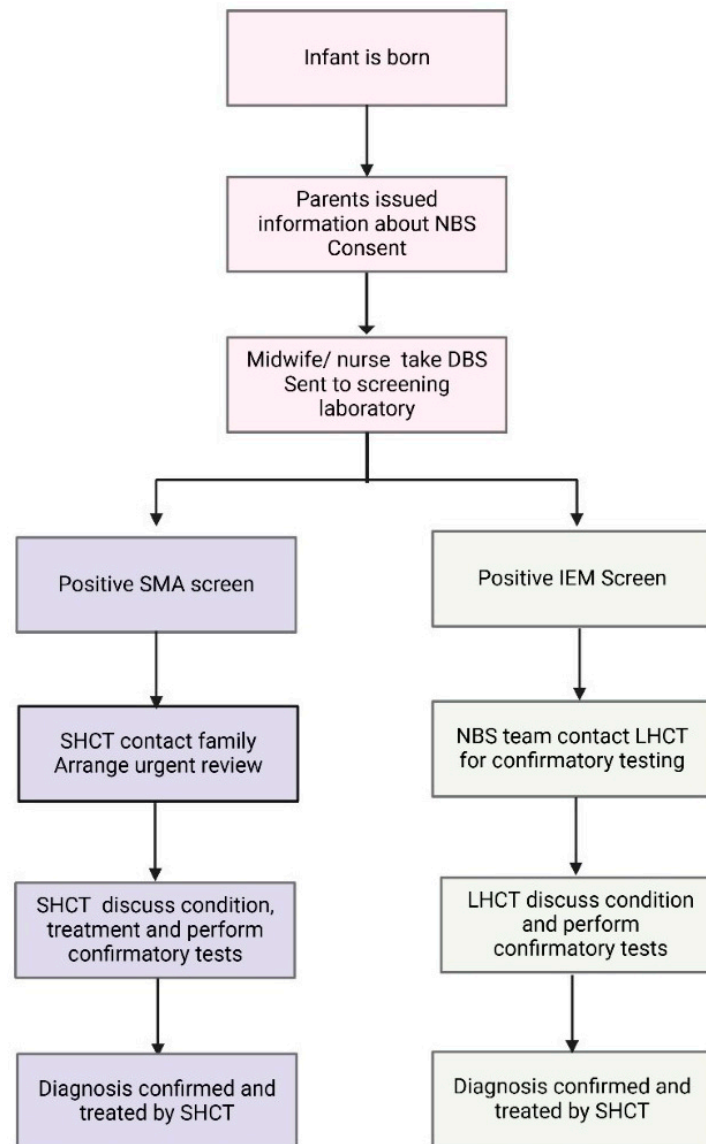 Infant is born
Parents issued
information about NBS
Consent
Midwife/ nurse take DBS
Sent to screening
laboratory
Positive SMA screen
Positive IEM Screen
SHCT contact family
Arrange urgent review
NBS team contact LHCT
for confirmatory testing
SHCT discuss condition,
treatment and perform
confirmatory tests
LHCT discuss condition
and perform
confirmatory tests
Diagnosis confirmed and
treated by SHCT
Diagnosis confirmed and
treated by SHCT